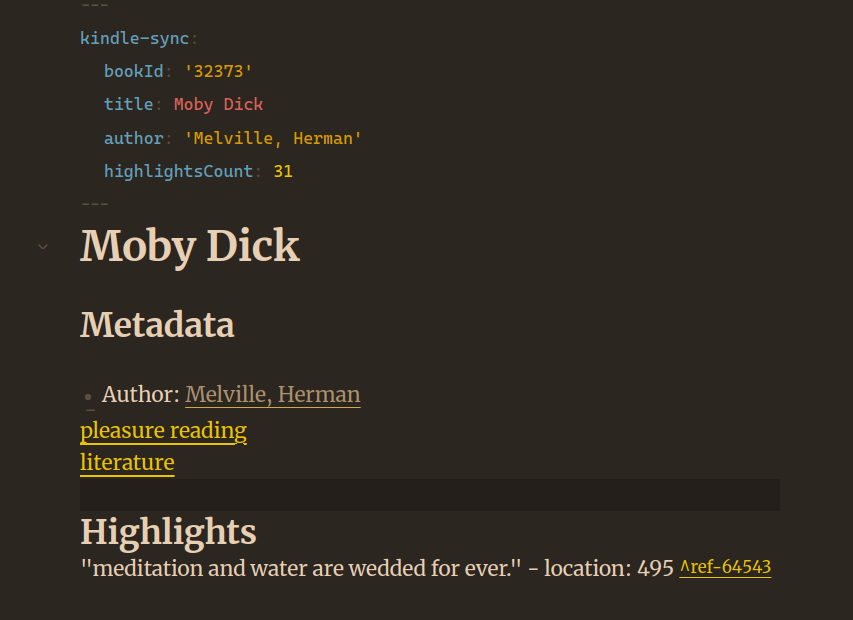 ---
kindle-sync:
bookId: '32373'
title: Moby Dick
author: 'Melville, Herman'
highlightsCount: 31
---
Moby Dick
Metadata
• Author: Melville, Herman
pleasure reading
literature
Highlights
"meditation and water are wedded for ever." - location: 495 ^ref-64543